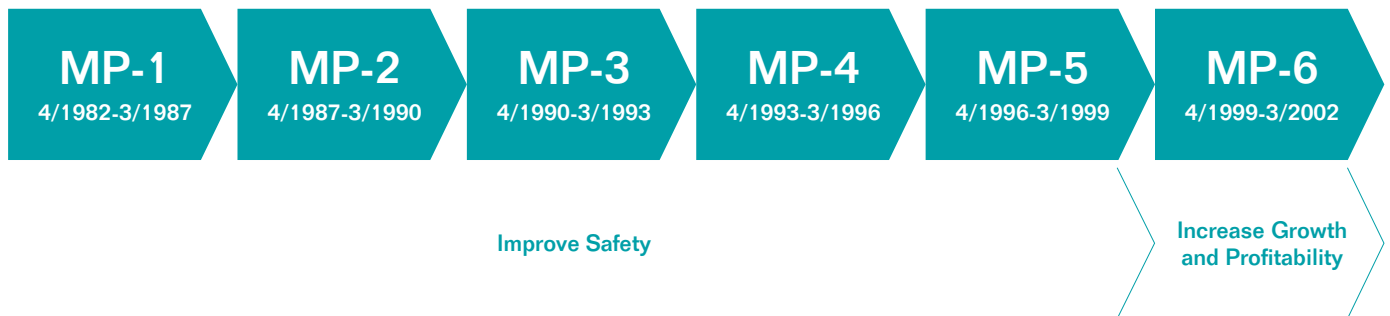 MP-1
4/1982-3/1987
MP-2
4/1987-3/1990
MP-3
4/1990-3/1993
MP-4
4/1993-3/1996
MP-5
4/1996-3/1999
MP-6
4/1999-3/2002
Improve Safety
Increase Growth
and Profitability